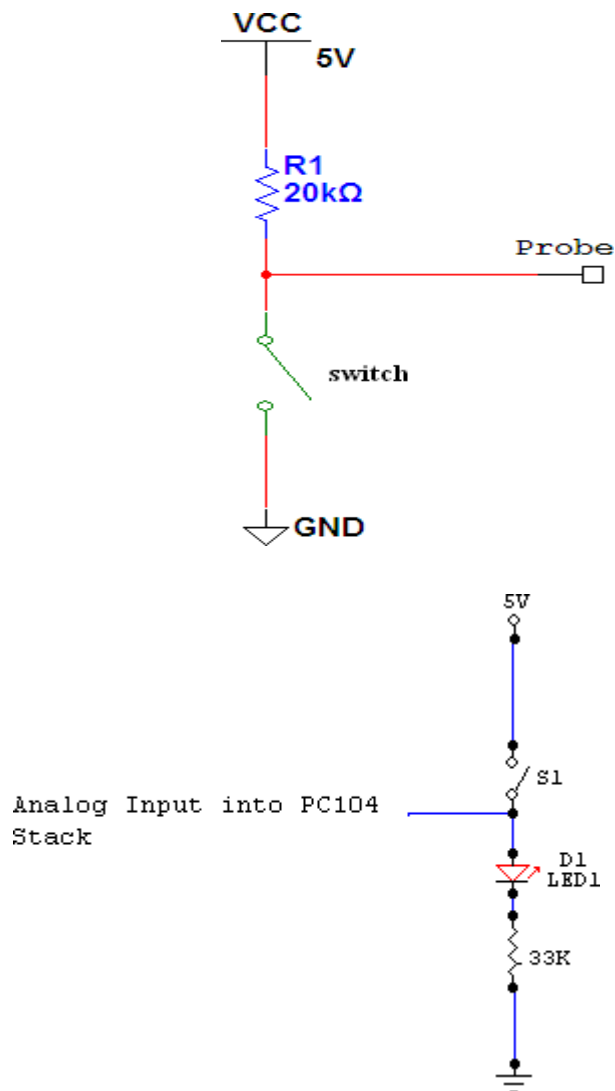 VCC
5V
R1
20kΩ
Probe
switch
GND
5V
S1
Analog Input into PC104
Stack
D1
LED1
33K